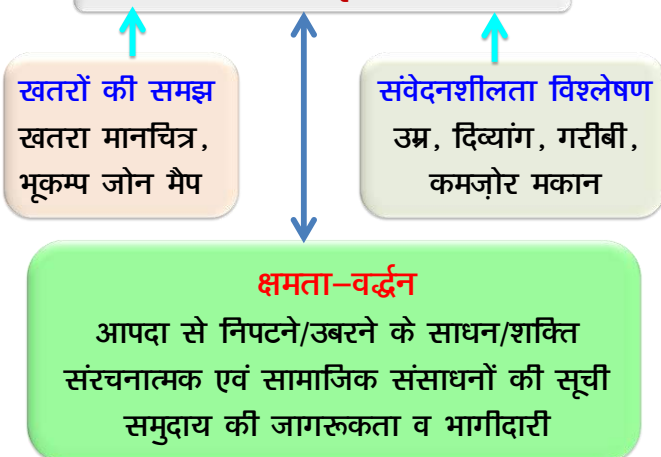 खतरों की समझ
खतरा मानचित्र,
भूकम्प जोन मैप
संवेदनशीलता विश्लेषण
उम्र, दिव्यांग, गरीबी,
कमज़ोर मकान
क्षमता–वर्द्धन
आपदा से निपटने/उबरने के साधन/शक्ति
संरचनात्मक एवं सामाजिक संसाधनों की सूची
समुदाय की जागरूकता व भागीदारी